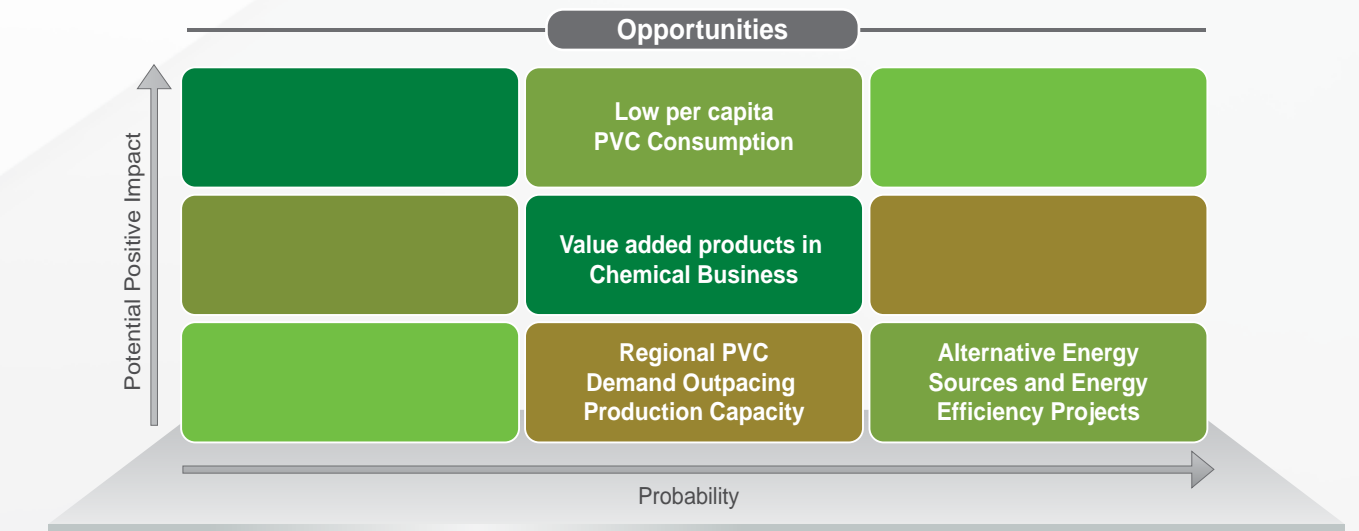 Opportunities
Potential Positive Impact
Low per capita
PVC Consumption
Value added products in
Chemical Business
Regional PVC
Demand Outpacing
Production Capacity
Alternative Energy
Sources and Energy
Efficiency Projects
Probability